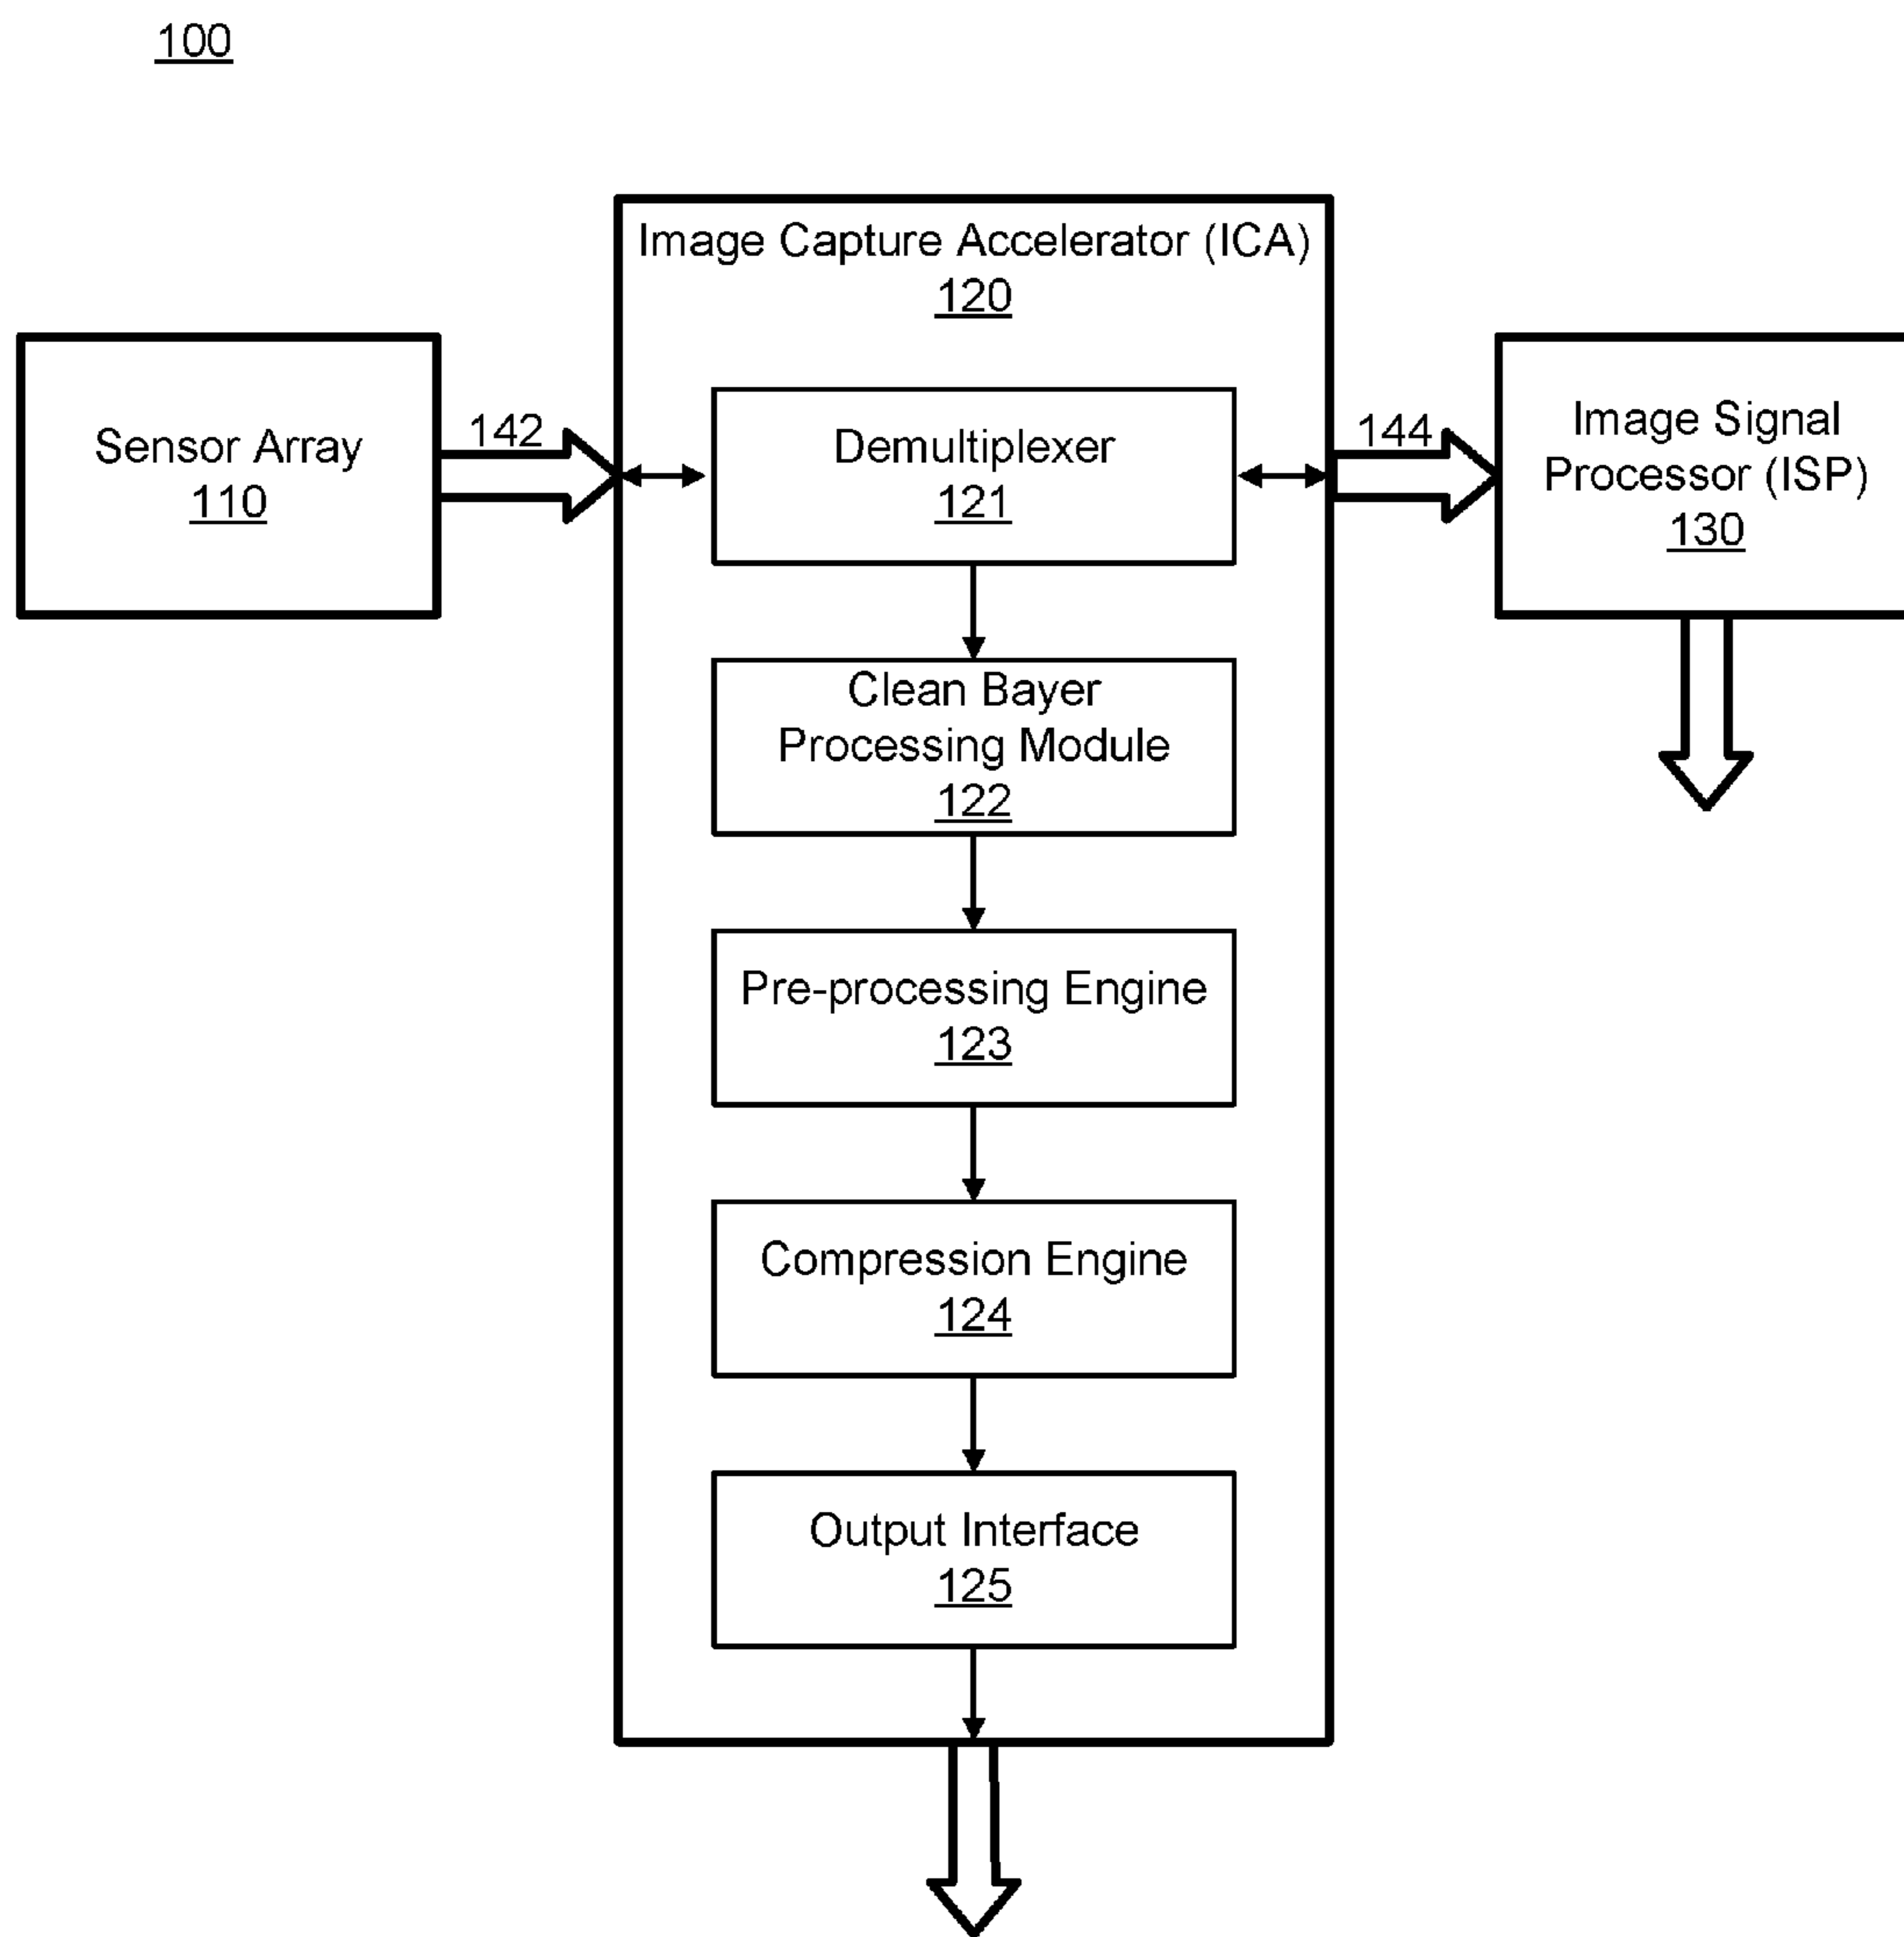 100
Image Capture Accelerator (ICA)
120
Sensor Array
110
142
Demultiplexer
121
144
Image Signal
Processor (ISP)
130
Clean Bayer
Processing Module
122
Pre-processing Engine
123
Compression Engine
124
Output Interface
125